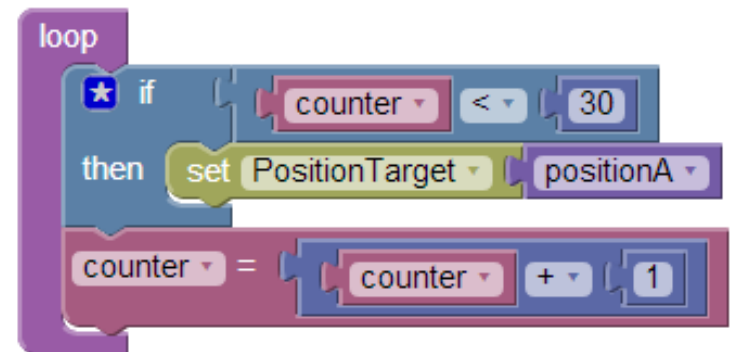 loop
if counter < 30
then set PositionTarget positionA
counter = counter + 1